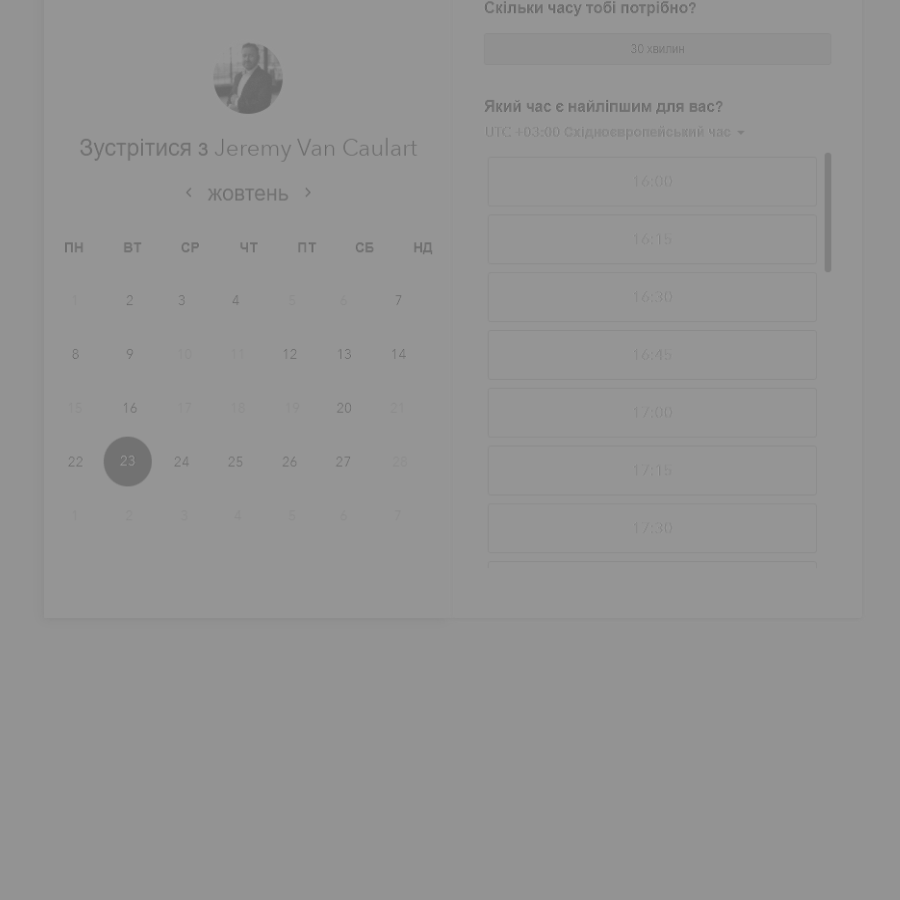 Зустрітися з Jeremy Van Caulart
жовтень
ПН ВТ СР ЧТ ПТ СБ НД
1 2 3 4 5 6 7
8 9 10 11 12 13 14
15 16 17 18 19 20 21
22 23 24 25 26 27 28
1 2 3 4 5 6 7
Скільки часу тобі потрібно?
30 хвилин
Який час є найліпшим для вас?
UTC +03:00 Східноєвропейський час
16:00
16:15
16:30
16:45
17:00
17:15
17:30